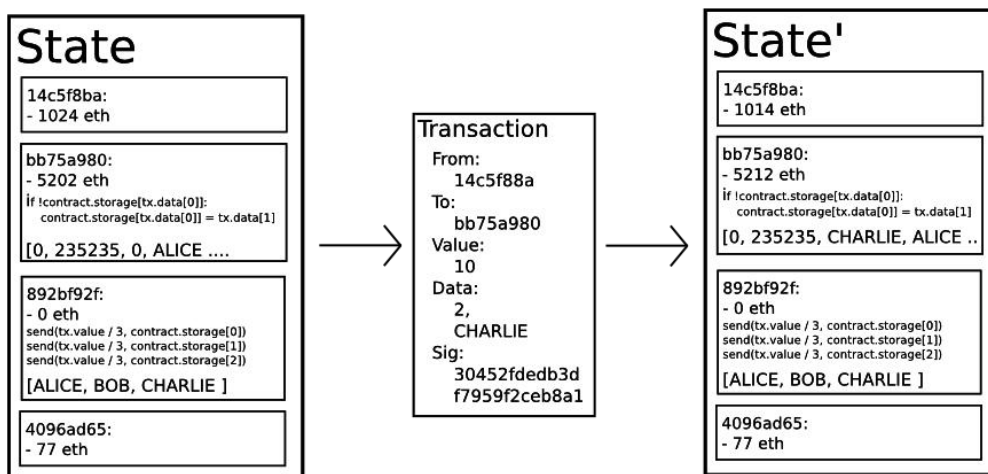 State
14c5f8ba:
- 1024 eth
bb75a980:
- 5202 eth
if !contract.storage[tx.data[0]]:
contract.storage[tx.data[0]] = tx.data[1]
[0, 235235, 0, ALICE ....
892bf92f:
- 0 eth
send(tx.value / 3, contract.storage[0])
send(tx.value / 3, contract.storage[1])
send(tx.value / 3, contract.storage[2])
[ALICE, BOB, CHARLIE ]
4096ad65:
- 77 eth
Transaction
From:
14c5f88a
To:
bb75a980
Value:
10
Data:
2,
CHARLIE
Sig:
30452fdedb3d
f7959f2ceb8a1
State'
14c5f8ba:
- 1014 eth
bb75a980:
- 5212 eth
if !contract.storage[tx.data[0]]:
contract.storage[tx.data[0]] = tx.data[1]
[0, 235235, CHARLIE, ALICE ..
892bf92f:
- 0 eth
send(tx.value / 3, contract.storage[0])
send(tx.value / 3, contract.storage[1])
send(tx.value / 3, contract.storage[2])
[ALICE, BOB, CHARLIE ]
4096ad65:
- 77 eth